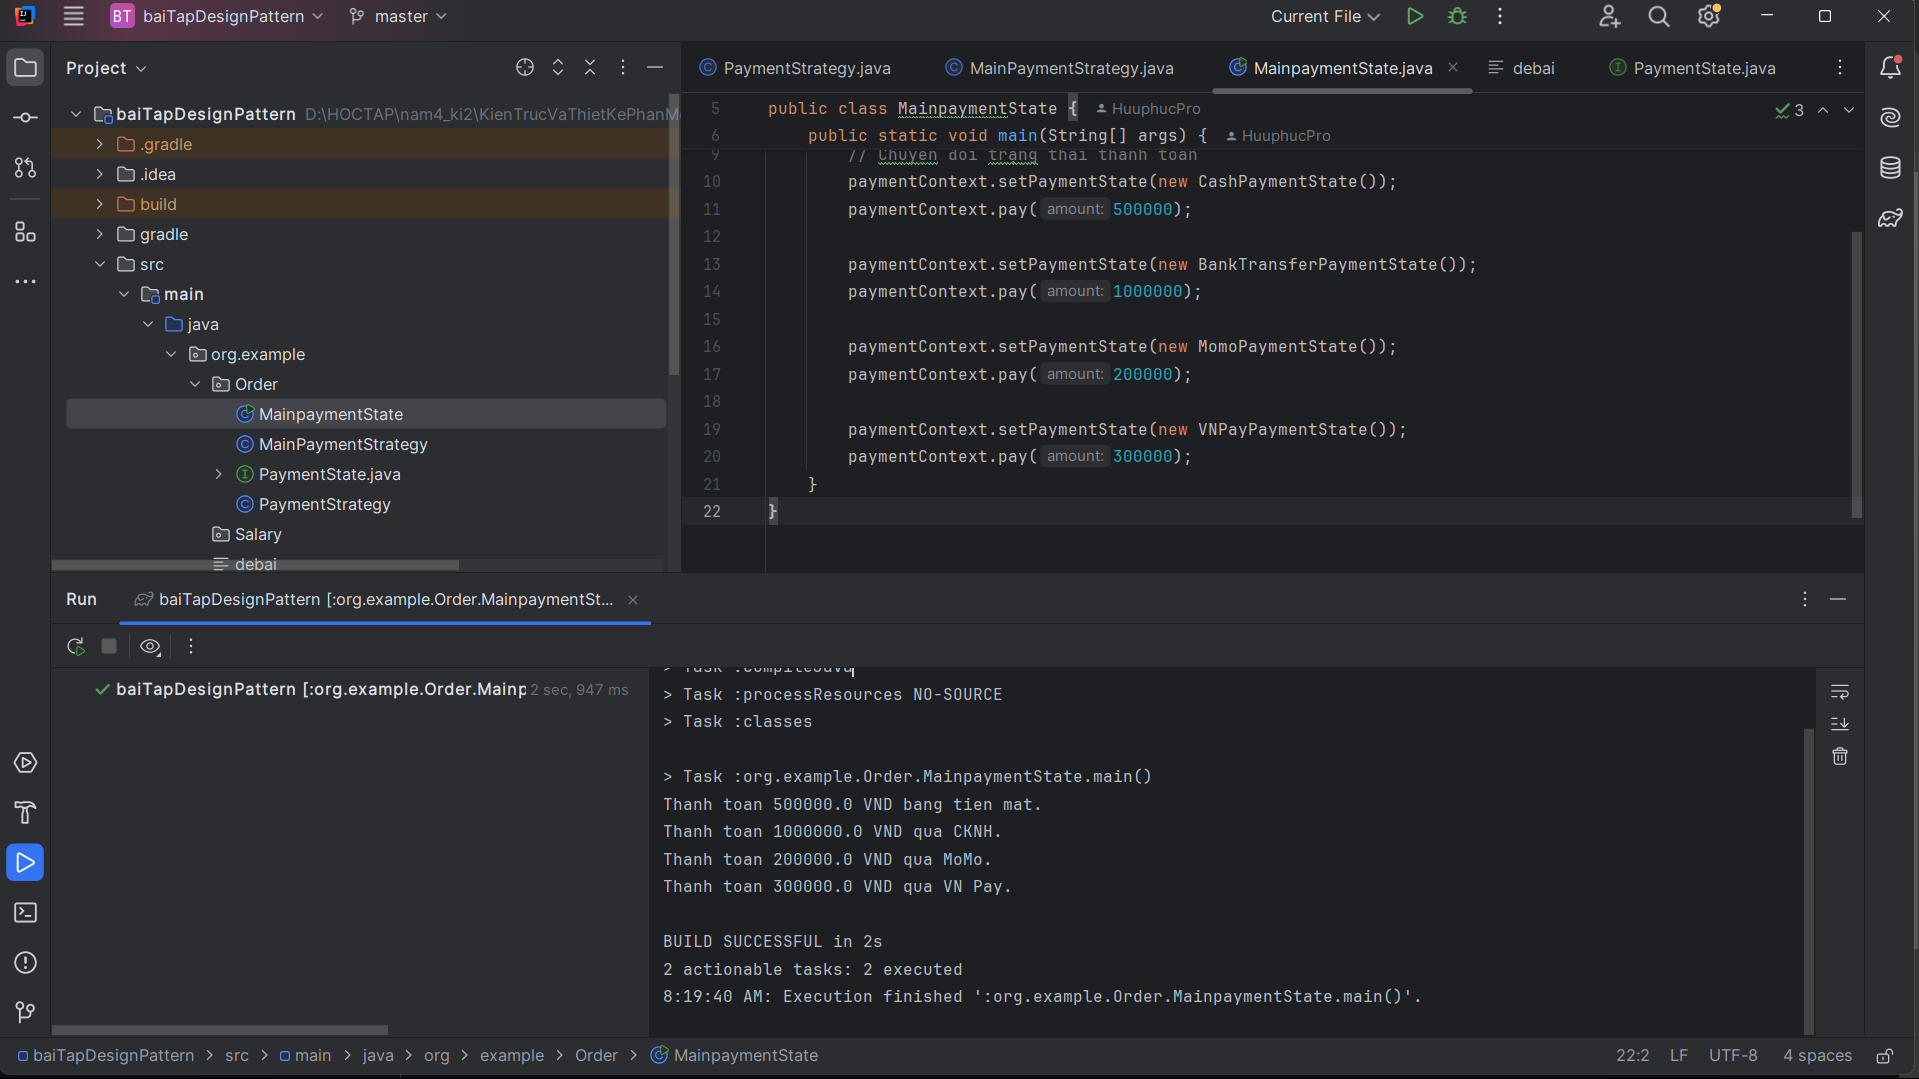 BT baiTapDesignPattern master Current File
Project
PaymentStrategy.java MainPaymentStrategy.java MainpaymentState.java debai PaymentState.java
baiTapDesignPattern D:\HOCTAP\nam4_ki2\KienTrucVaThietKePhanM
.gradle
.idea
build
gradle
src
main
java
org.example
Order
MainpaymentState
MainPaymentStrategy
PaymentState.java
PaymentStrategy
Salary
debai
5 public class MainpaymentState { HuuphucPro
3
6 public static void main(String[] args) { HuuphucPro
9 // Chuyen doi trang thai thanh toan
10 paymentContext.setPaymentState(new CashPaymentState());
11 paymentContext.pay( amount: 500000);
12
13 paymentContext.setPaymentState(new BankTransferPaymentState());
14 paymentContext.pay( amount: 1000000);
15
16 paymentContext.setPaymentState(new MomoPaymentState());
17 paymentContext.pay( amount: 200000);
18
19 paymentContext.setPaymentState(new VNPayPaymentState());
20 paymentContext.pay( amount: 300000);
21 }
22 }
Run baiTapDesignPattern [:org.example.Order.MainpaymentSt...
baiTapDesignPattern [:org.example.Order.Mainp 2 sec, 947 ms
> Task :compileJava
> Task :processResources NO-SOURCE
> Task :classes
> Task :org.example.Order.MainpaymentState.main()
Thanh toan 500000.0 VND bang tien mat.
Thanh toan 1000000.0 VND qua CKNH.
Thanh toan 200000.0 VND qua MoMo.
Thanh toan 300000.0 VND qua VN Pay.
BUILD SUCCESSFUL in 2s
2 actionable tasks: 2 executed
8:19:40 AM: Execution finished ':org.example.Order.MainpaymentState.main()'.
baiTapDesignPattern > src > main > java > org > example > Order > MainpaymentState
22:2 LF UTF-8 4 spaces